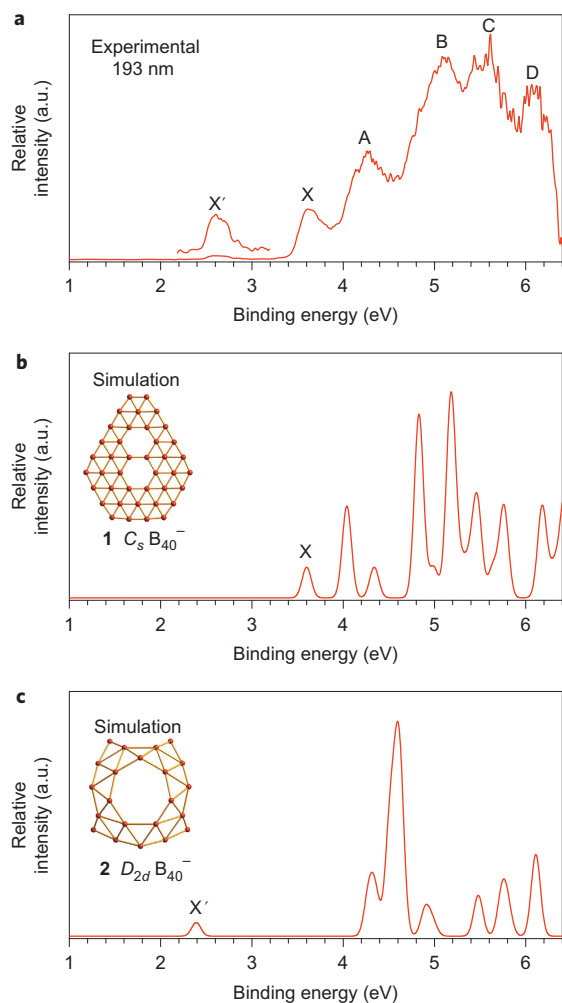 a
Experimental
193 nm
Relative
intensity (a.u.)
X′
X
A
B
C
D
1 2 3 4 5 6
Binding energy (eV)
b
Simulation
Relative
intensity (a.u.)
1 Cₛ B₄₀⁻
X
1 2 3 4 5 6
Binding energy (eV)
c
Simulation
Relative
intensity (a.u.)
2 D₂d B₄₀⁻
X′
1 2 3 4 5 6
Binding energy (eV)